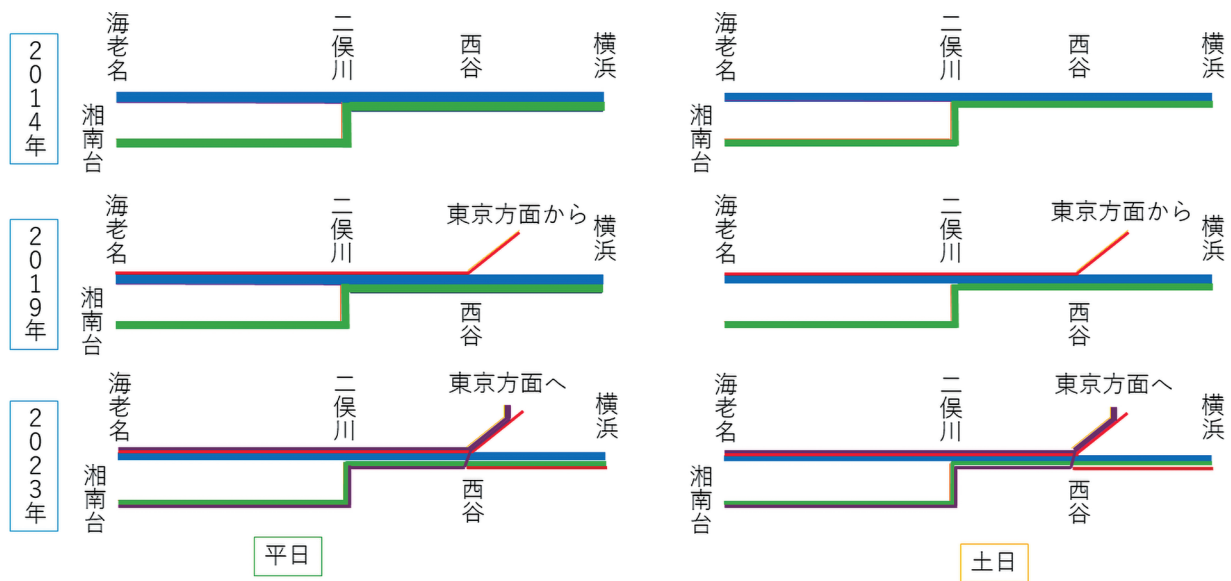 2014年
海老名
二俣川
西谷
横浜
湘南台
海老名
二俣川
西谷
横浜
湘南台
2019年
海老名
二俣川
東京方面から
横浜
湘南台
西谷
海老名
二俣川
東京方面から
横浜
湘南台
西谷
2023年
海老名
二俣川
東京方面へ
横浜
湘南台
西谷
海老名
二俣川
東京方面へ
横浜
湘南台
西谷
平日
土日